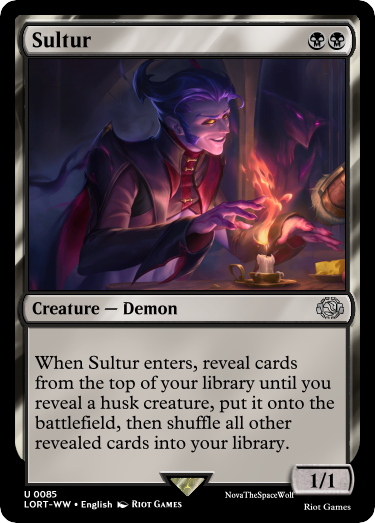 Sultur
Creature — Demon
When Sultur enters, reveal cards
from the top of your library until you
reveal a husk creature, put it onto the
battlefield, then shuffle all other
revealed cards into your library.
1/1
U 0085
LORT-WW • English Riot Games
NovaTheSpaceWolf
Riot Games